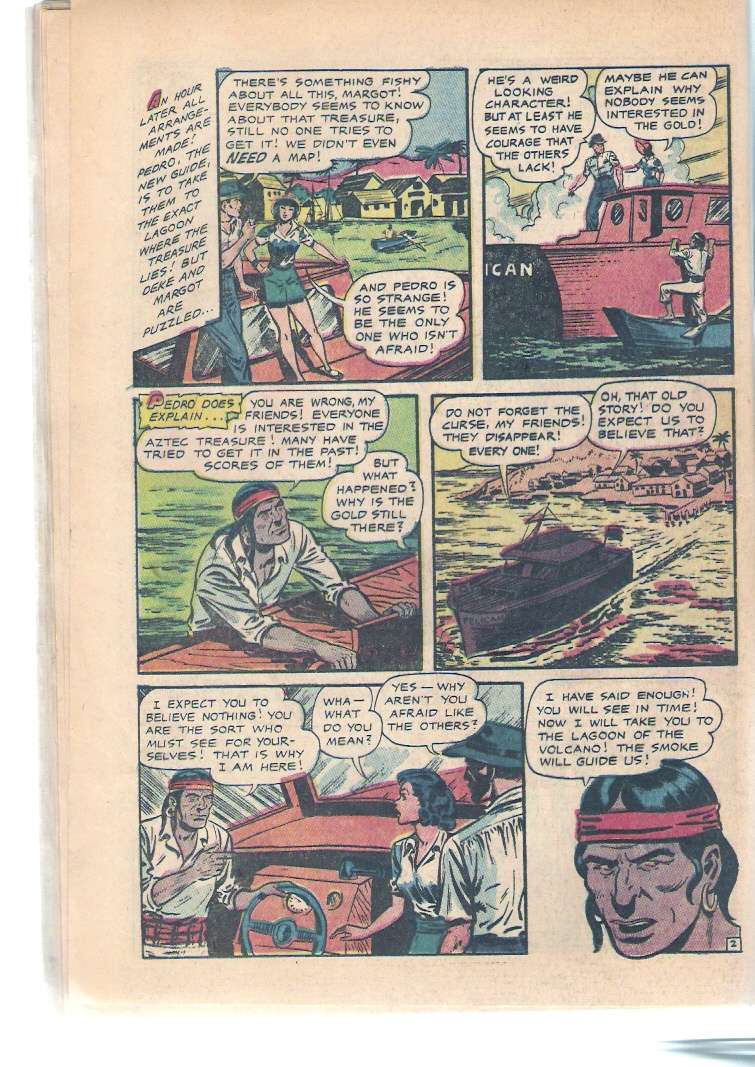 AN HOUR
LATER ALL
ARRANGE-
MENTS ARE
MADE!
PEDRO, THE
NEW GUIDE,
IS TO TAKE
THEM TO
THE EXACT
LAGOON
WHERE THE
TREASURE
LIES! BUT
DEKE AND
MARGOT
ARE
PUZZLED...
THERE'S SOMETHING FISHY
ABOUT ALL THIS, MARGOT!
EVERYBODY SEEMS TO KNOW
ABOUT THAT TREASURE,
STILL NO ONE TRIES TO
GET IT! WE DIDN'T EVEN
NEED A MAP!
AND PEDRO IS
SO STRANGE!
HE SEEMS TO
BE THE ONLY
ONE WHO ISN'T
AFRAID!
HE'S A WEIRD
LOOKING
CHARACTER!
BUT AT LEAST HE
SEEMS TO HAVE
COURAGE THAT
THE OTHERS
LACK!
MAYBE HE CAN
EXPLAIN WHY
NOBODY SEEMS
INTERESTED IN
THE GOLD!
ICAN
PEDRO DOES
EXPLAIN...
YOU ARE WRONG, MY
FRIENDS! EVERYONE
IS INTERESTED IN THE
AZTEC TREASURE! MANY HAVE
TRIED TO GET IT IN THE PAST!
SCORES OF THEM!
BUT
WHAT
HAPPENED?
WHY IS THE
GOLD STILL
THERE?
DO NOT FORGET THE
CURSE, MY FRIENDS!
THEY DISAPPEAR!
EVERY ONE!
OH, THAT OLD
STORY! DO YOU
EXPECT US TO
BELIEVE THAT?
PELICAN
I EXPECT YOU TO
BELIEVE NOTHING! YOU
ARE THE SORT WHO
MUST SEE FOR YOUR-
SELVES! THAT IS WHY
I AM HERE!
WHA—
WHAT
DO YOU
MEAN?
YES—WHY
AREN'T YOU
AFRAID LIKE
THE OTHERS?
I HAVE SAID ENOUGH!
YOU WILL SEE IN TIME!
NOW I WILL TAKE YOU TO
THE LAGOON OF THE
VOLCANO! THE SMOKE
WILL GUIDE US!
2